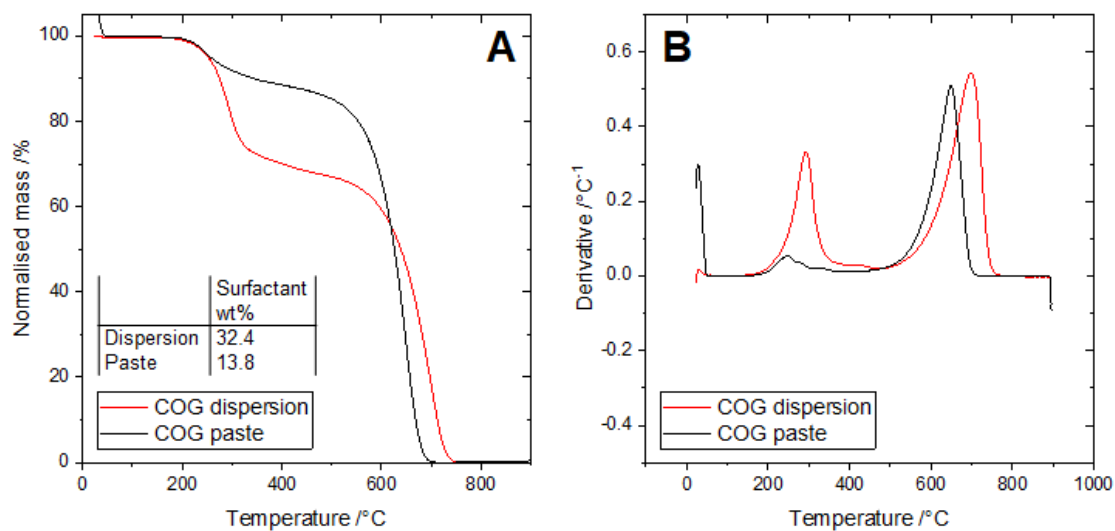 A
Normalised mass /%
100
80
60
40
20
0
Surfactant
wt%
Dispersion 32.4
Paste 13.8
COG dispersion
COG paste
0 200 400 600 800
Temperature /°C
B
Derivative /°C⁻¹
0.6
0.4
0.2
0.0
-0.2
-0.4
COG dispersion
COG paste
0 200 400 600 800 1000
Temperature /°C